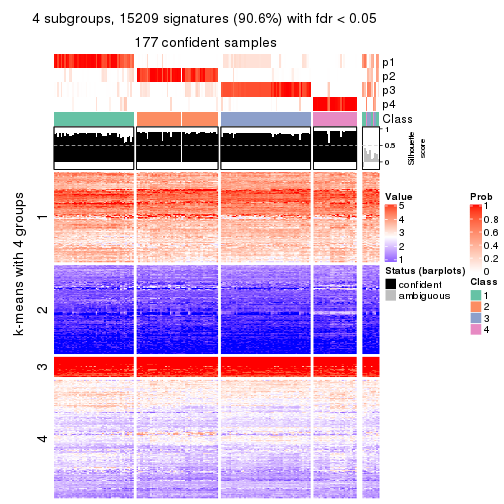 4 subgroups, 15209 signatures (90.6%) with fdr < 0.05
177 confident samples
p1
p2
p3
p4
Class
1
0.5
0
Silhouette
score
k-means with 4 groups
1
2
3
4
Value
5
4
3
2
1
Status (barplots)
confident
ambiguous
Prob
1
0.8
0.6
0.4
0.2
0
Class
1
2
3
4